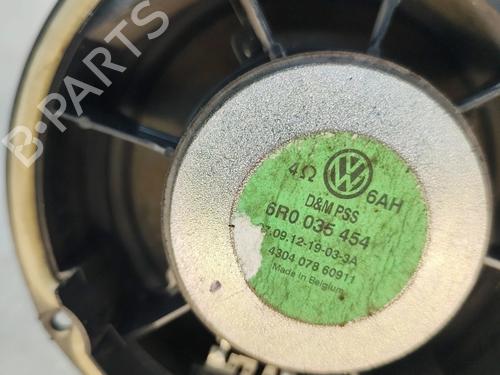 B-PARTS
4Ω
6AH
D&M PSS
6R0 035 454
.09.12-19-03-3A
4304 078 60911
Made in Belgium